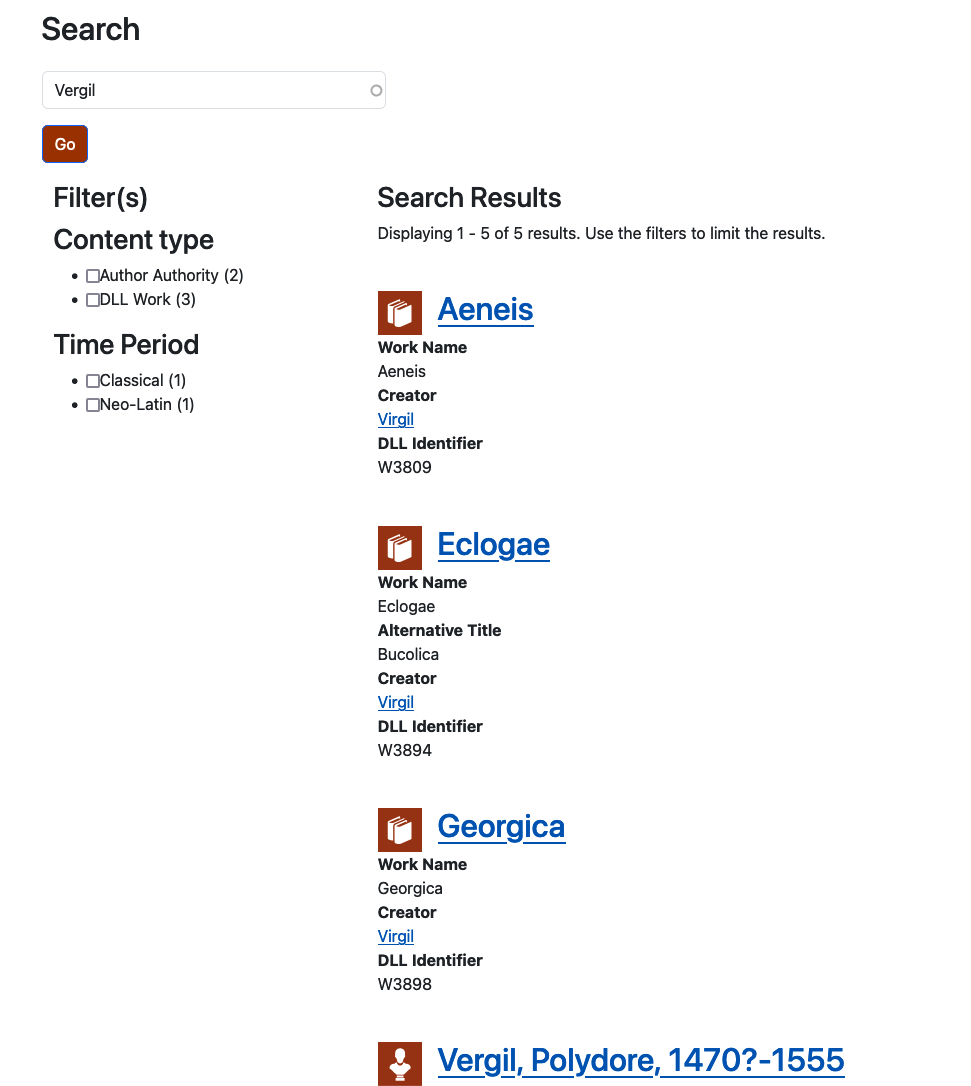 Search
Vergil
Go
Filter(s)
Content type
Author Authority (2)
DLL Work (3)
Time Period
Classical (1)
Neo-Latin (1)
Search Results
Displaying 1 - 5 of 5 results. Use the filters to limit the results.
Aeneis
Work Name
Aeneis
Creator
Virgil
DLL Identifier
W3809
Eclogae
Work Name
Eclogae
Alternative Title
Bucolica
Creator
Virgil
DLL Identifier
W3894
Georgica
Work Name
Georgica
Creator
Virgil
DLL Identifier
W3898
Vergil, Polydore, 1470?-1555